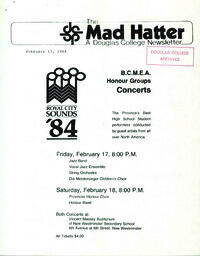 The
Mad Hatter
A Douglas College Newsletter
February 17, 1984
DOUGLAS COLLEGE
ARCHIVES
B.C.M.E.A.
Honour Groups
Concerts
ROYAL CITY
SOUNDS
'84
The Province's Best
High School Student
performers conducted
by guest artists from all
over North America.
Friday, February 17, 8:00 P.M.
Jazz Band
Vocal Jazz Ensemble
String Orchestra
Die Meistersinger Children's Choir
Saturday, February 18, 8:00 P.M.
Provincial Honour Choir
Honour Band
Both Concerts at:
Vincent Massey Auditorium
of New Westminster Secondary School
8th Avenue at 8th Street, New Westminster
All Tickets $4.00